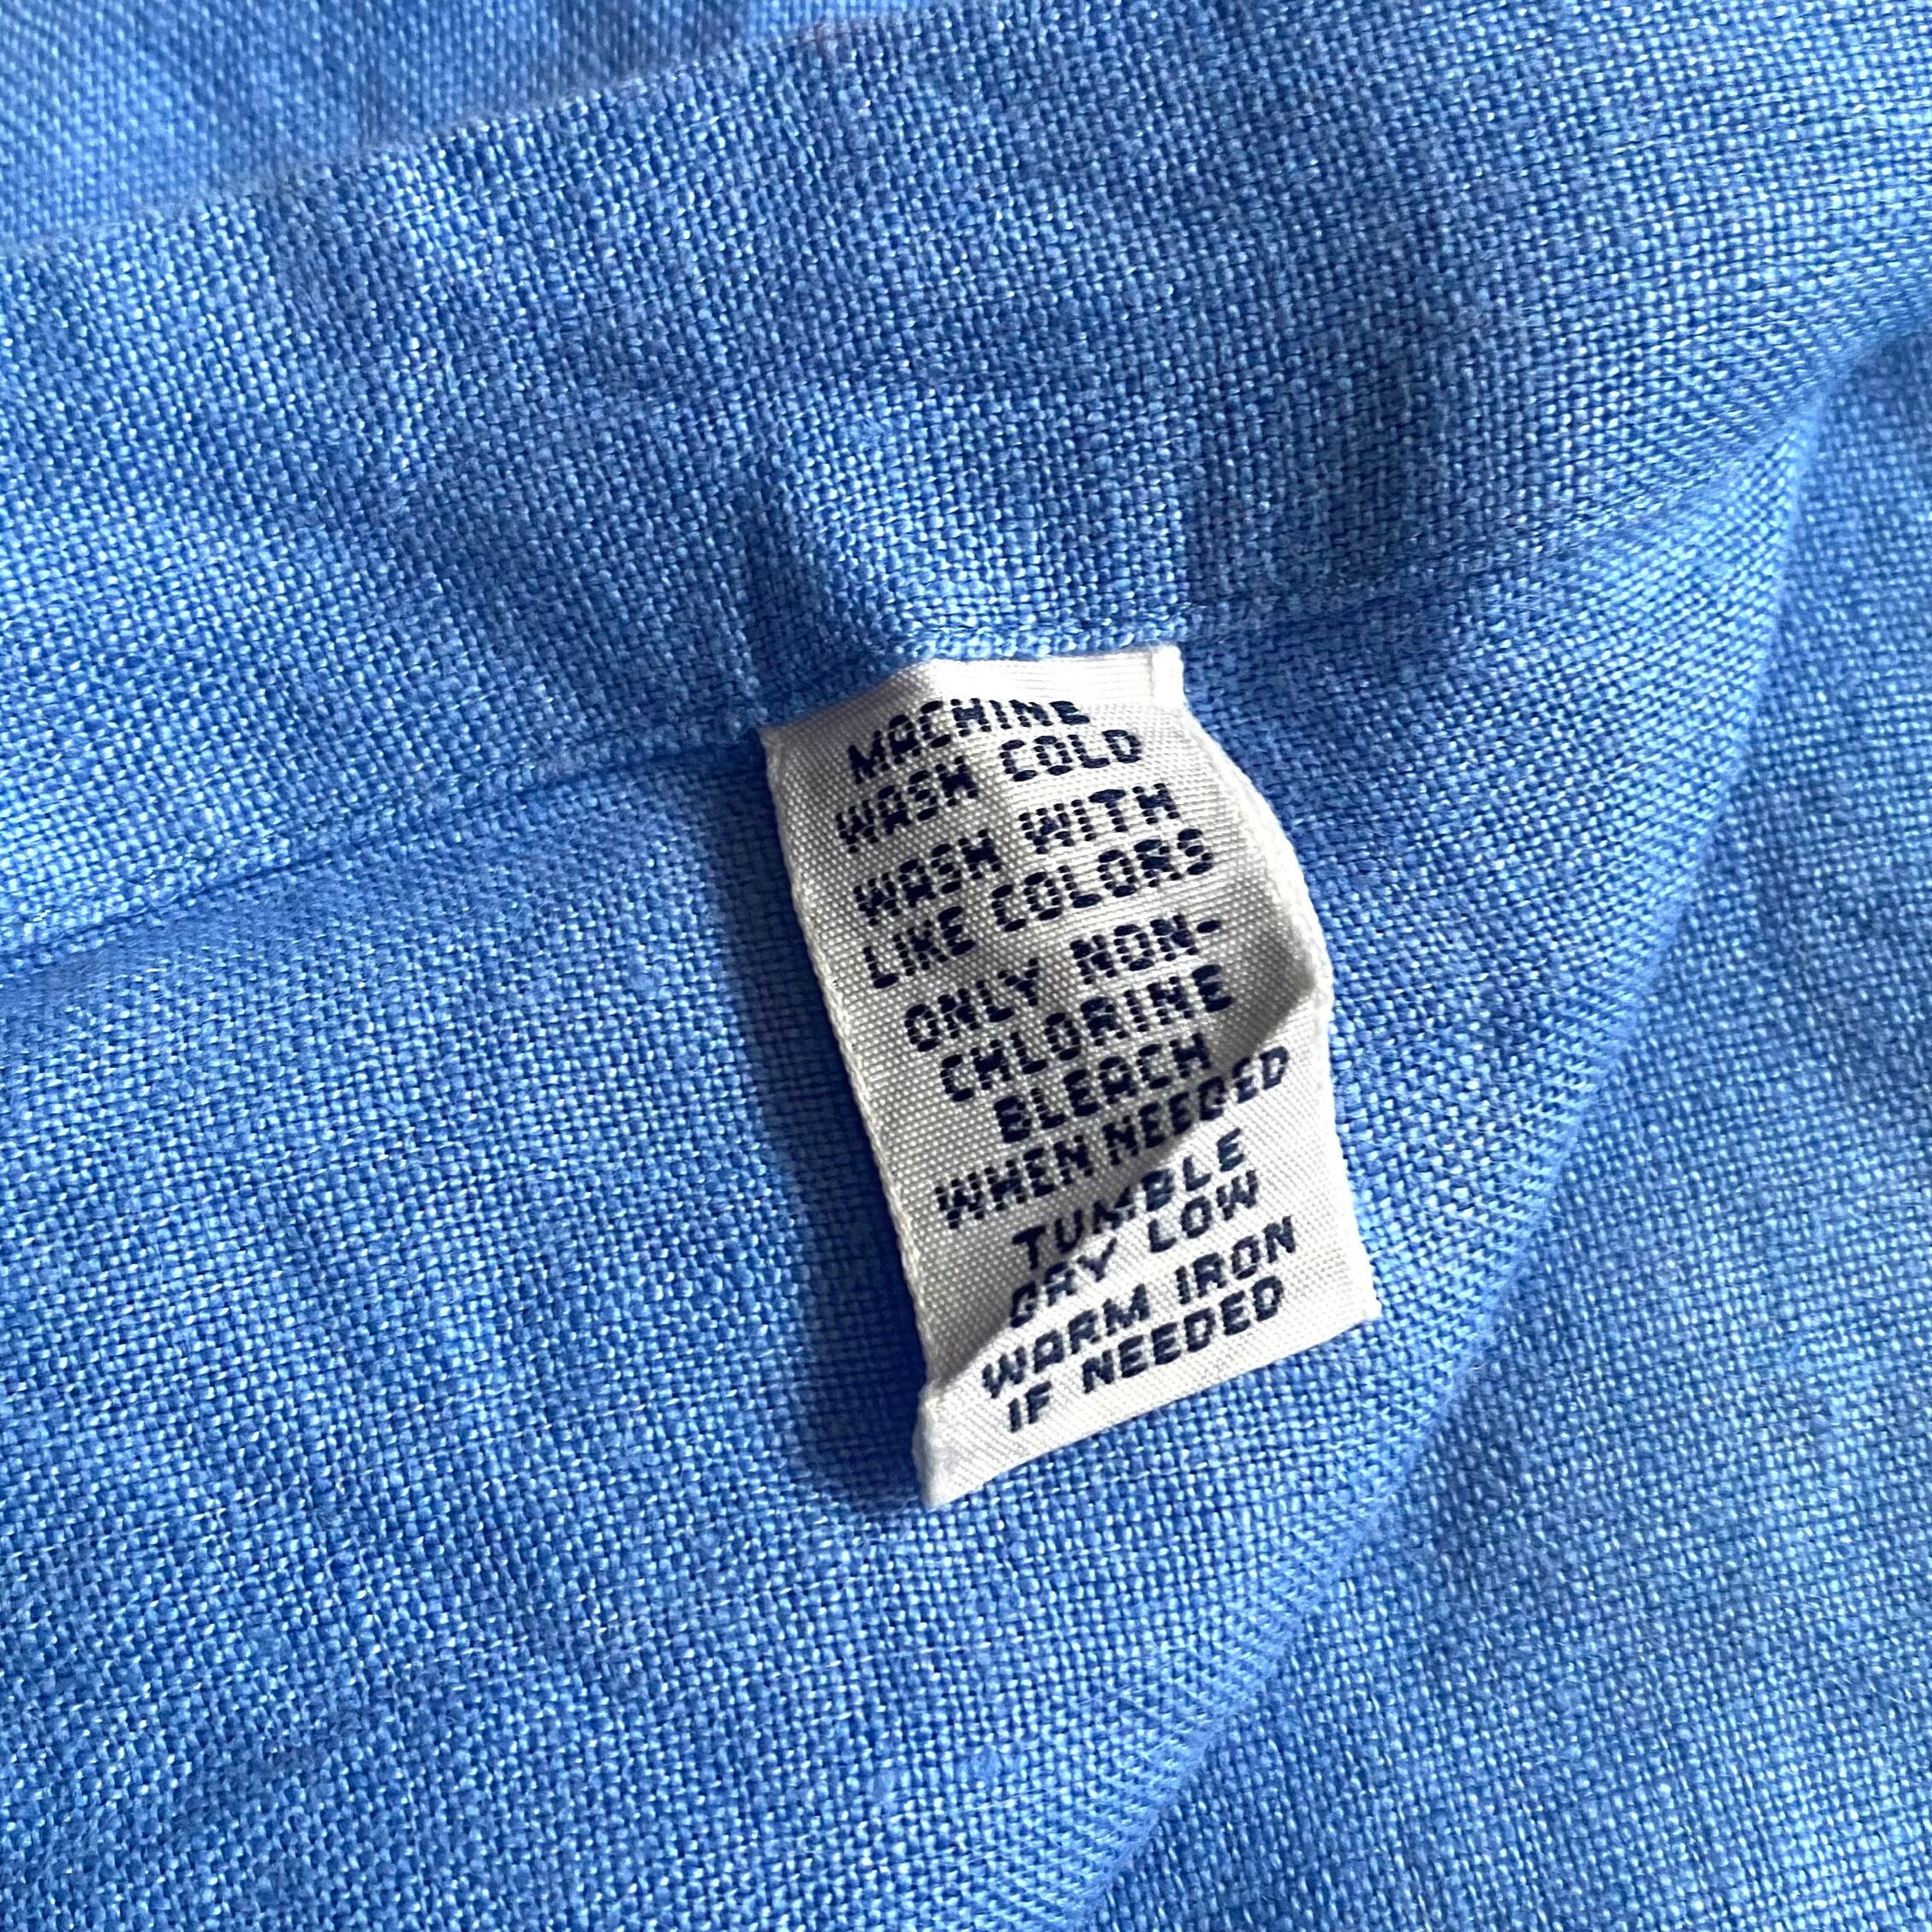 MACHINE
WASH COLD
WASH WITH
LIKE COLORS
ONLY NON-
CHLORINE
BLEACH
WHEN NEEDED
TUMBLE
DRY LOW
WARM IRON
IF NEEDED